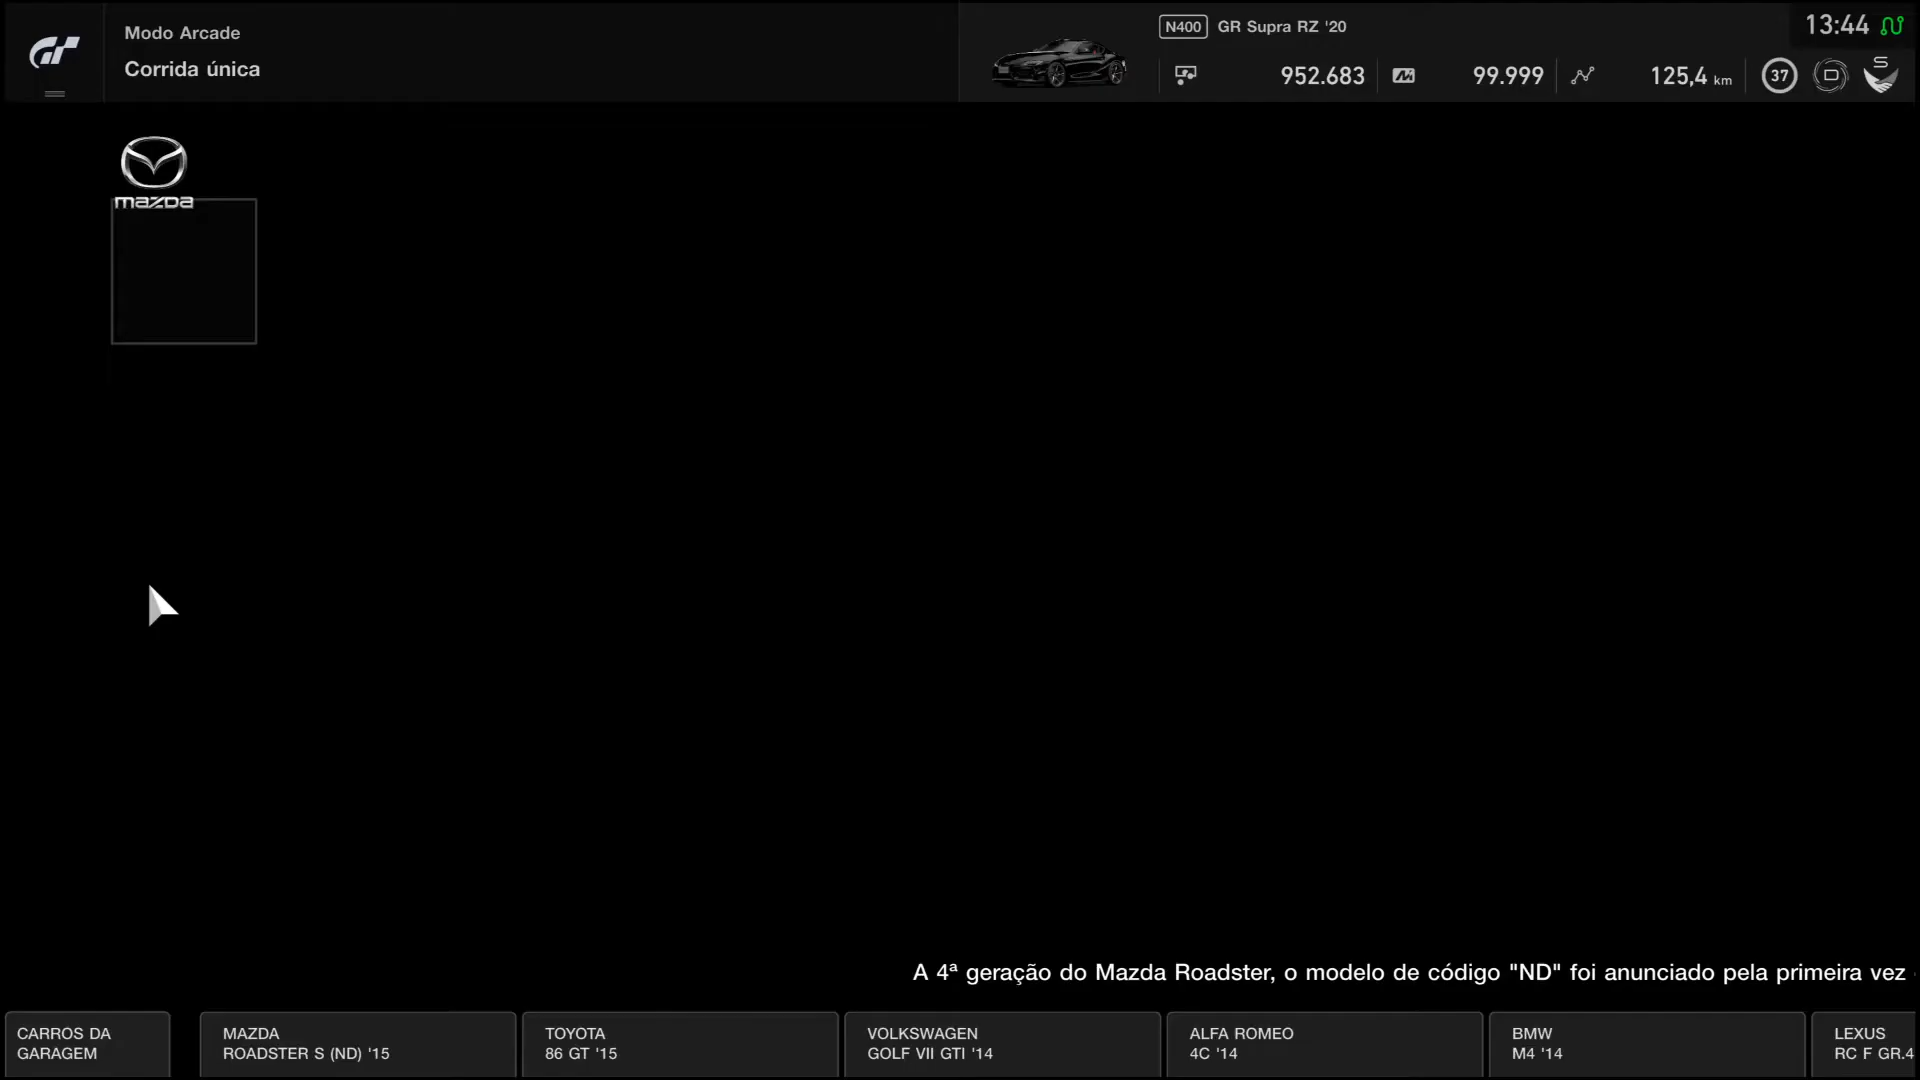 Modo Arcade
Corrida única
N400 GR Supra RZ '20
952.683
99.999
125,4 km
13:44
37
D
S
mazda
A 4ª geração do Mazda Roadster, o modelo de código "ND" foi anunciado pela primeira vez
CARROS DA
GARAGEM
MAZDA
ROADSTER S (ND) '15
TOYOTA
86 GT '15
VOLKSWAGEN
GOLF VII GTI '14
ALFA ROMEO
4C '14
BMW
M4 '14
LEXUS
RC F GR.4